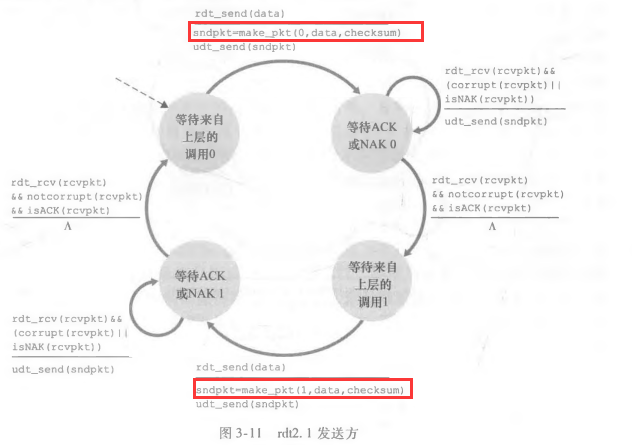 rdt_send(data)
sndpkt=make_pkt(0,data,checksum)
udt_send(sndpkt)
等待来自
上层的
调用0
等待ACK
或NAK 0
rdt_rcv(rcvpkt)&&
(corrupt(rcvpkt)||
isNAK(rcvpkt))
udt_send(sndpkt)
rdt_rcv(rcvpkt)
&& notcorrupt(rcvpkt)
&& isACK(rcvpkt)
Λ
rdt_rcv(rcvpkt)
&& notcorrupt(rcvpkt)
&& isACK(rcvpkt)
Λ
等待ACK
或NAK 1
等待来自
上层的
调用1
rdt_rcv(rcvpkt)&&
(corrupt(rcvpkt)||
isNAK(rcvpkt))
udt_send(sndpkt)
rdt_send(data)
sndpkt=make_pkt(1,data,checksum)
udt_send(sndpkt)
图 3-11 rdt2.1 发送方